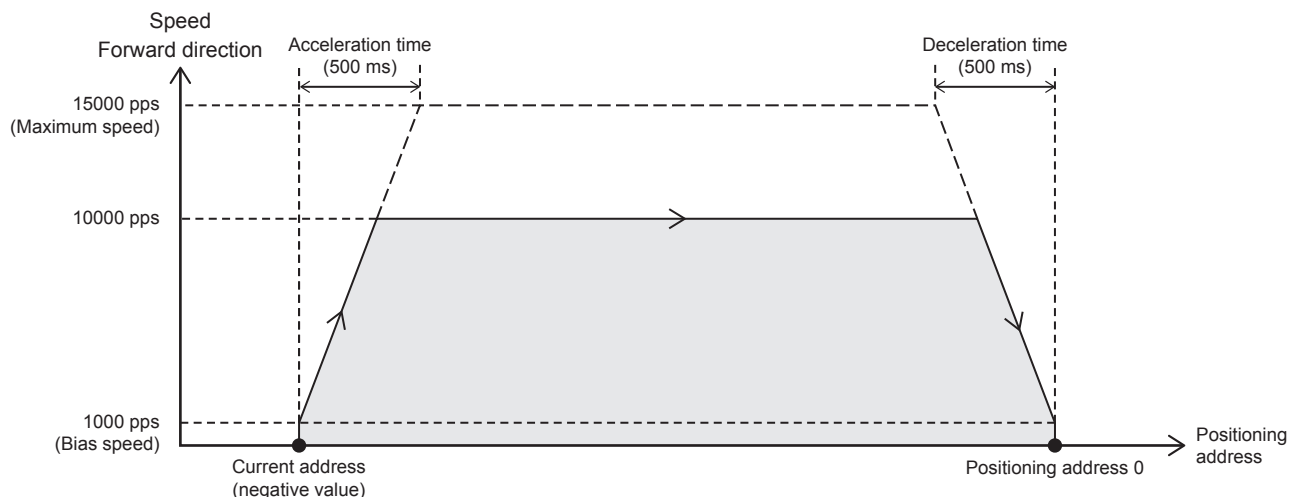 Speed
Forward direction
Acceleration time
(500 ms)
Deceleration time
(500 ms)
15000 pps
(Maximum speed)
10000 pps
1000 pps
(Bias speed)
Positioning
address
Current address
(negative value)
Positioning address 0